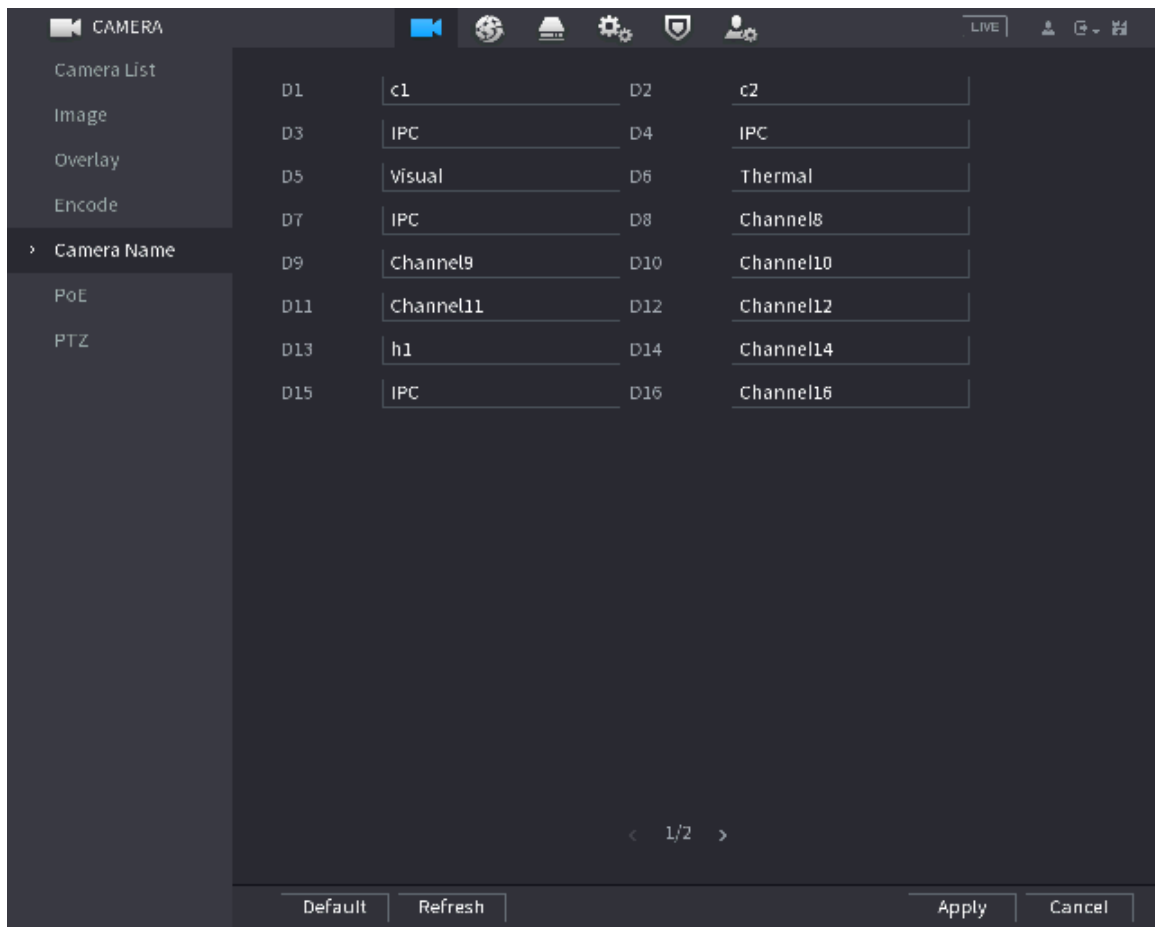 CAMERA LIVE
Camera List
Image
Overlay
Encode
Camera Name
PoE
PTZ
D1 c1 D2 c2
D3 IPC D4 IPC
D5 Visual D6 Thermal
D7 IPC D8 Channel8
D9 Channel9 D10 Channel10
D11 Channel11 D12 Channel12
D13 h1 D14 Channel14
D15 IPC D16 Channel16
1/2
Default Refresh Apply Cancel